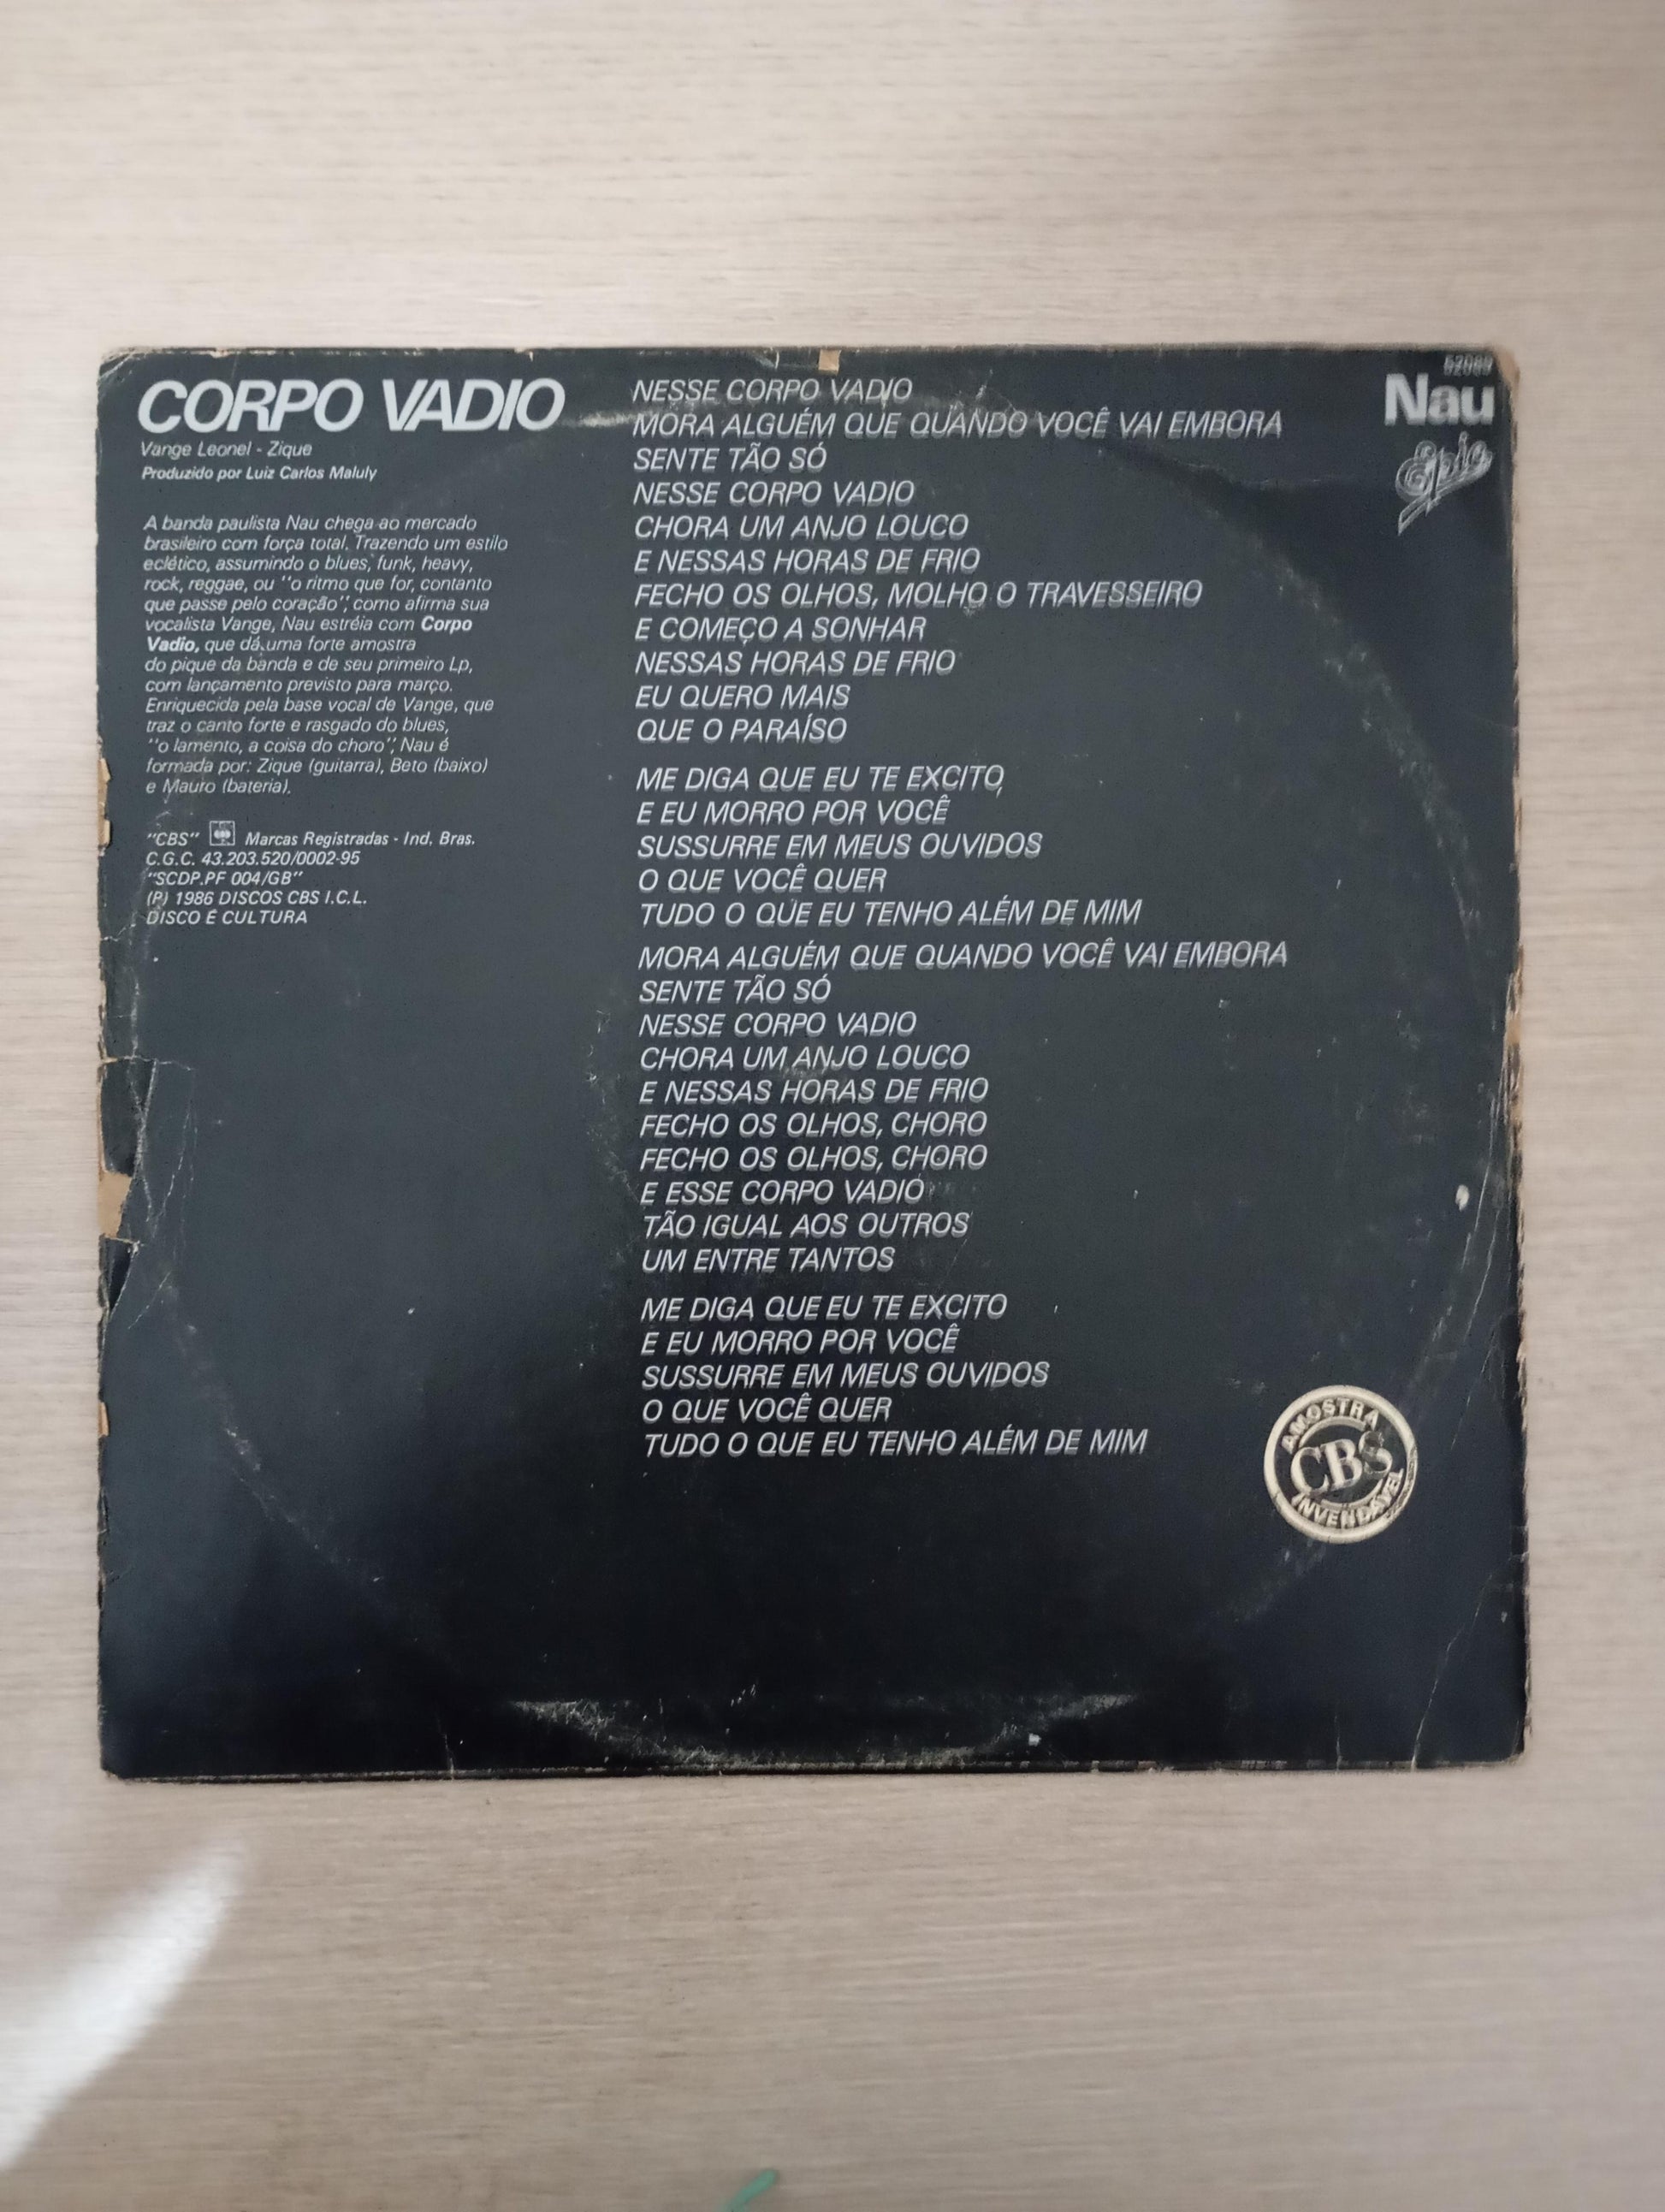 CORPO VADIO
Vange Leonel - Zique
Produzido por Luiz Carlos Maluly
A banda paulista Nau chega ao mercado
brasileiro com força total. Trazendo um estilo
eclético, assumindo o blues, funk, heavy,
rock, reggae, ou "o ritmo que for, contanto
que passe pelo coração", como afirma sua
vocalista Vange, Nau estréia com Corpo
Vadio, que dá uma forte amostra
do pique da banda e de seu primeiro Lp,
com lançamento previsto para março.
Enriquecida pela base vocal de Vange, que
traz o canto forte e rasgado do blues,
"o lamento, a coisa do choro", Nau é
formada por: Zique (guitarra), Beto (baixo)
e Mauro (bateria).
"CBS" Marcas Registradas - Ind. Bras.
C.G.C. 43.203.520/0002-95
"SCDP.PF 004/GB"
(P) 1986 DISCOS CBS I.C.L.
DISCO É CULTURA
NESSE CORPO VADIO
MORA ALGUÉM QUE QUANDO VOCÊ VAI EMBORA
SENTE TÃO SÓ
NESSE CORPO VADIO
CHORA UM ANJO LOUCO
E NESSAS HORAS DE FRIO
FECHO OS OLHOS, MOLHO O TRAVESSEIRO
E COMEÇO A SONHAR
NESSAS HORAS DE FRIO
EU QUERO MAIS
QUE O PARAÍSO
ME DIGA QUE EU TE EXCITO
E EU MORRO POR VOCÊ
SUSSURRE EM MEUS OUVIDOS
O QUE VOCÊ QUER
TUDO O QUE EU TENHO ALÉM DE MIM
MORA ALGUÉM QUE QUANDO VOCÊ VAI EMBORA
SENTE TÃO SÓ
NESSE CORPO VADIO
CHORA UM ANJO LOUCO
E NESSAS HORAS DE FRIO
FECHO OS OLHOS, CHORO
FECHO OS OLHOS, CHORO
E ESSE CORPO VADIO
TÃO IGUAL AOS OUTROS
UM ENTRE TANTOS
ME DIGA QUE EU TE EXCITO
E EU MORRO POR VOCÊ
SUSSURRE EM MEUS OUVIDOS
O QUE VOCÊ QUER
TUDO O QUE EU TENHO ALÉM DE MIM
Nau
Epic
AMOSTRA
CBS
INVENDÁVEL